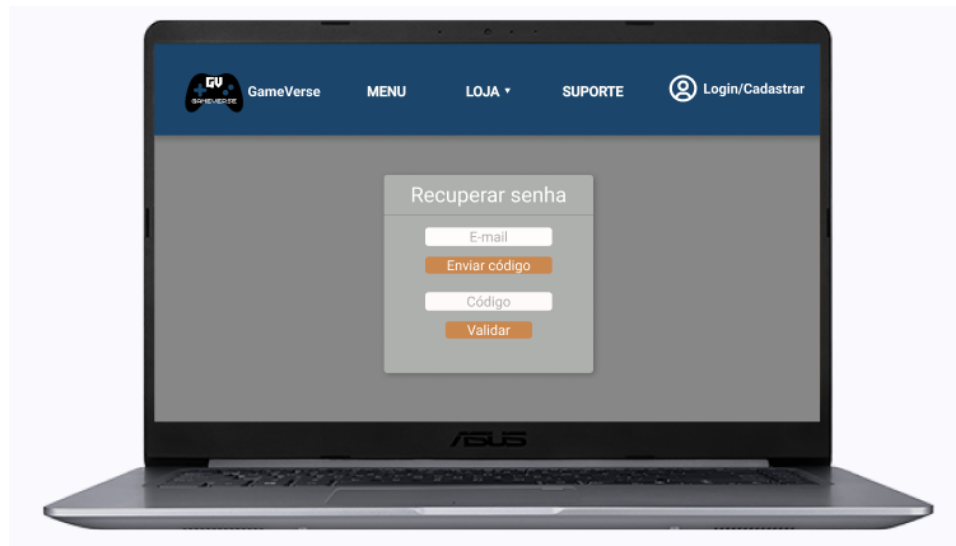 GV
GAMEVERSE
GameVerse
MENU
LOJA ▾
SUPORTE
Login/Cadastrar
Recuperar senha
E-mail
Enviar código
Código
Validar
ASUS